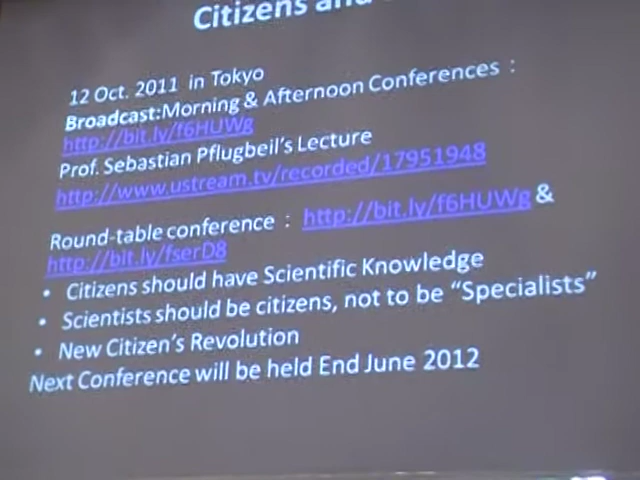 Citizens and
12 Oct. 2011 in Tokyo
Broadcast:Morning & Afternoon Conferences :
http://bit.ly/f6HUWg
Prof. Sebastian Pflugbeil's Lecture
http://www.ustream.tv/recorded/17951948
Round-table conference : http://bit.ly/f6HUWg &
http://bit.ly/fserD8
• Citizens should have Scientific Knowledge
• Scientists should be citizens, not to be "Specialists"
• New Citizen's Revolution
Next Conference will be held End June 2012